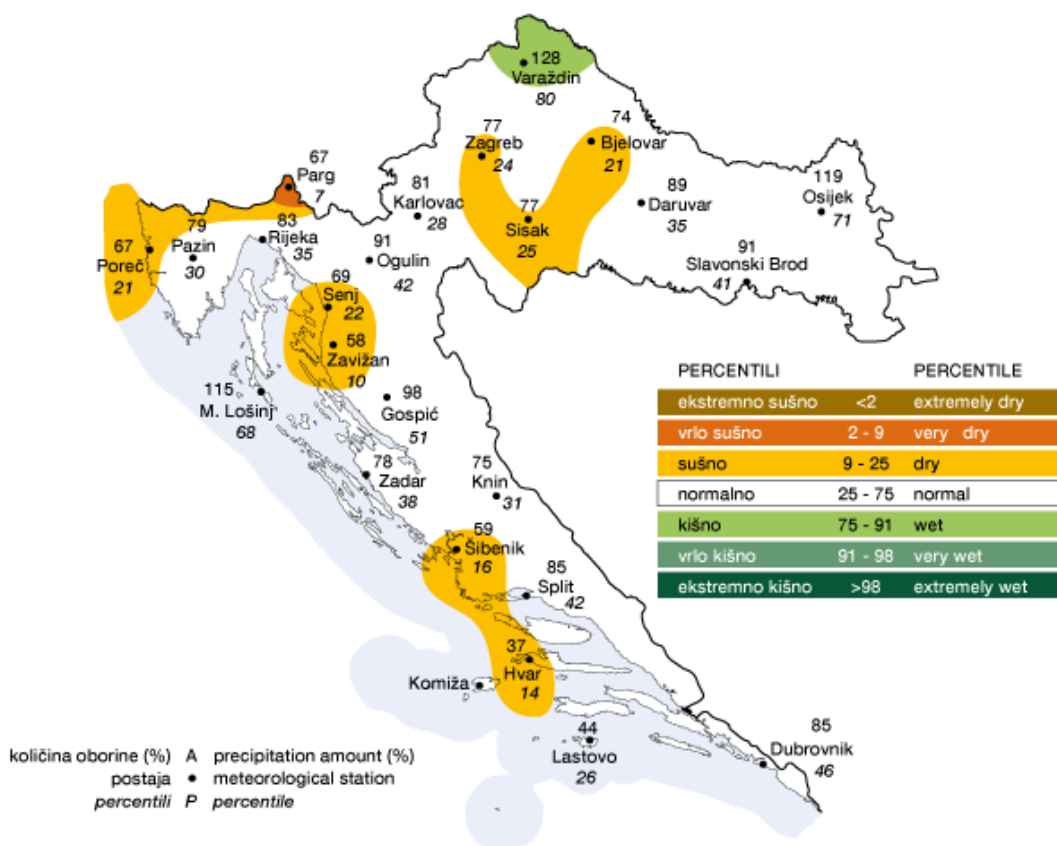 128
Varaždin
80
77
Zagreb
24
74
Bjelovar
21
67
Parg
7
81
Karlovac
28
77
Sisak
25
89
Daruvar
35
119
Osijek
71
79
Pazin
30
83
Rijeka
35
67
Poreč
21
91
Ogulin
42
91
Slavonski Brod
41
69
Senj
22
58
Zavižan
10
115
M. Lošinj
68
98
Gospić
51
78
Zadar
38
75
Knin
31
59
Šibenik
16
85
Split
42
37
Hvar
14
Komiža
44
Lastovo
26
85
Dubrovnik
46
PERCENTILI PERCENTILE
ekstremno sušno <2 extremely dry
vrlo sušno 2 - 9 very dry
sušno 9 - 25 dry
normalno 25 - 75 normal
kišno 75 - 91 wet
vrlo kišno 91 - 98 very wet
ekstremno kišno >98 extremely wet
količina oborine (%) A precipitation amount (%)
postaja • meteorological station
percentili P percentile